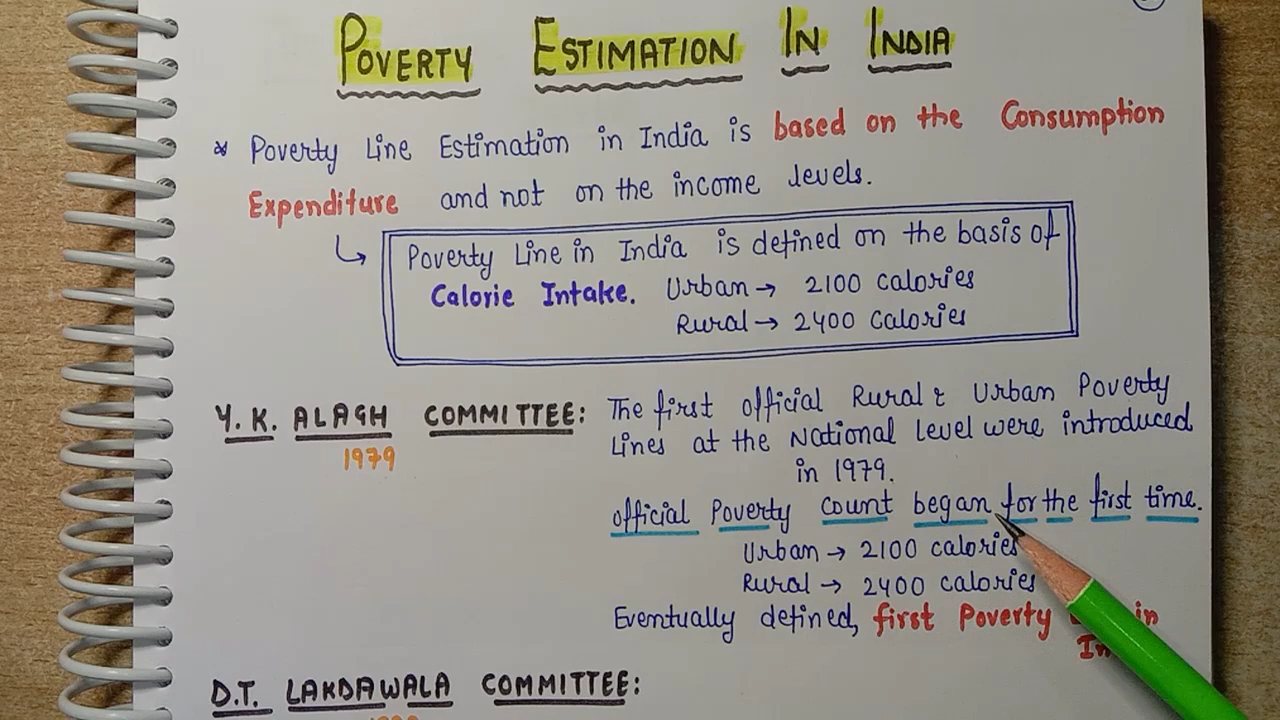 POVERTY ESTIMATION IN INDIA
* Poverty Line Estimation in India is based on the Consumption
Expenditure and not on the income levels.
Poverty Line in India is defined on the basis of
Calorie Intake. Urban → 2100 calories
Rural → 2400 calories
Y. K. ALAGH COMMITTEE:
1979
The first official Rural & Urban Poverty
Lines at the National level were introduced
in 1979.
official Poverty count began for the first time.
Urban → 2100 calories
Rural → 2400 calories
Eventually defined, first Poverty in
D.T. LAKDAWALA COMMITTEE: